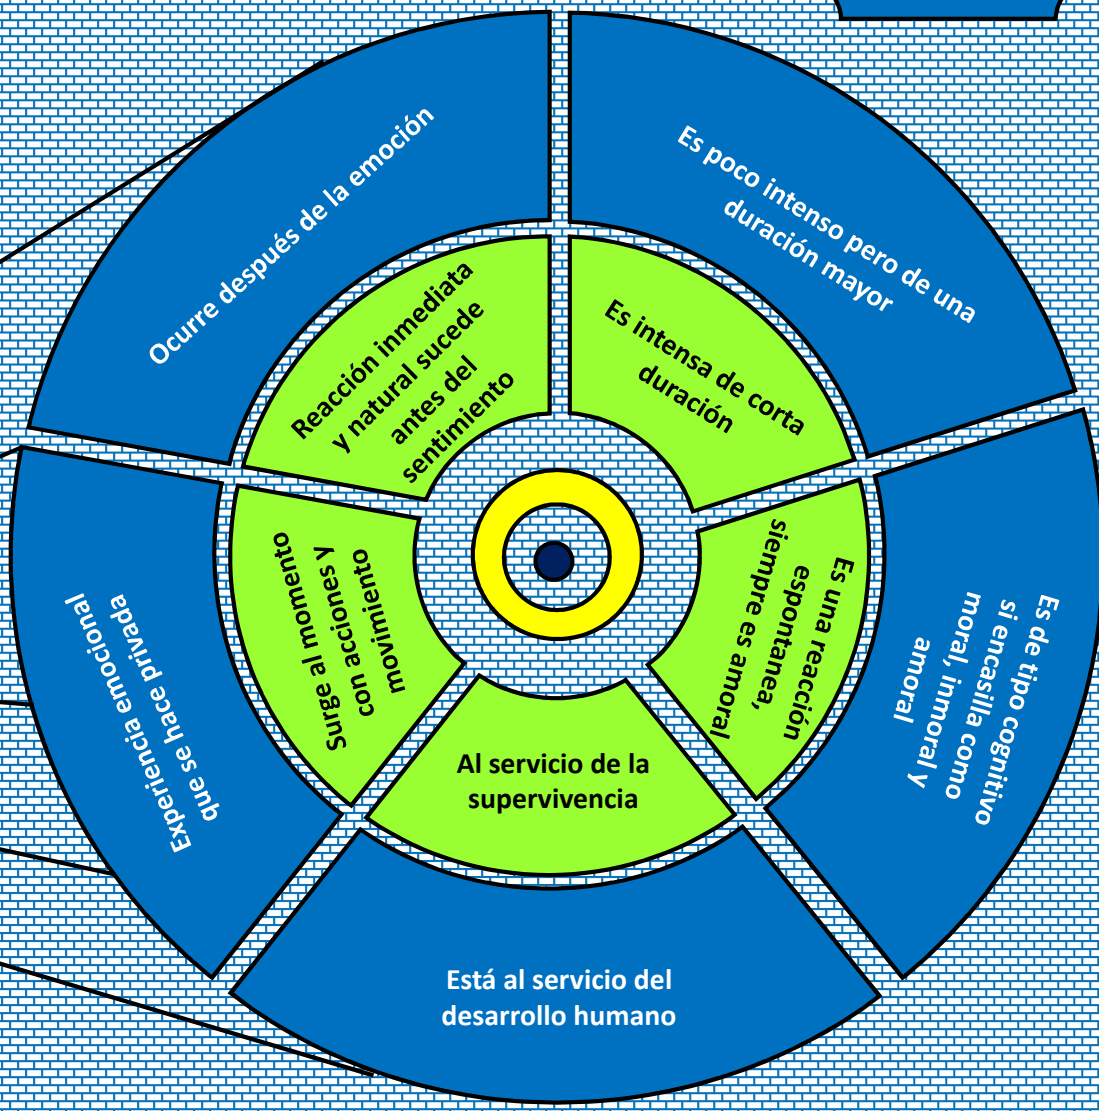 Ocurre después de la emoción
Es poco intenso pero de una
duración mayor
Reacción inmediata
y natural sucede
antes del
sentimiento
Es intensa de corta
duración
Surge al momento
con acciones y
movimiento
Es una reacción
espontanea,
siempre es amoral
Experiencia emocional
que se hace privada
Es de tipo cognitivo
si encasilla como
moral, inmoral y
amoral
Al servicio de la
supervivencia
Está al servicio del
desarrollo humano